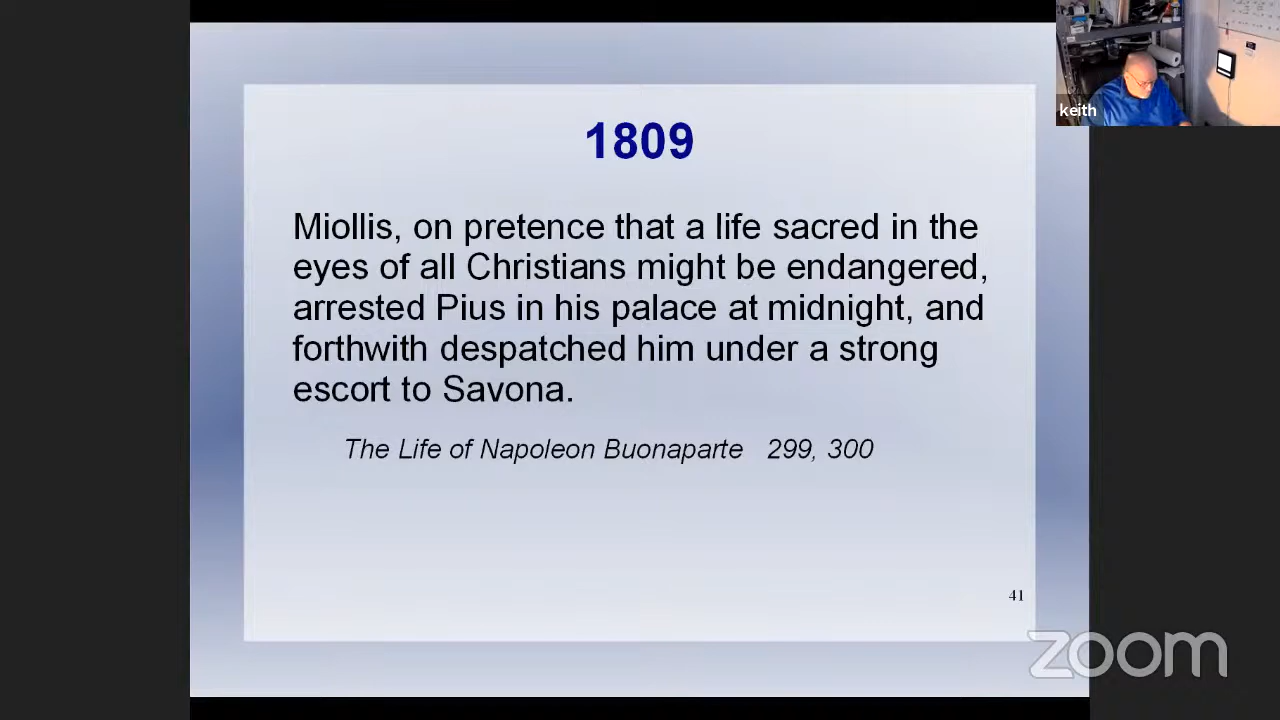 keith
1809
Miollis, on pretence that a life sacred in the
eyes of all Christians might be endangered,
arrested Pius in his palace at midnight, and
forthwith despatched him under a strong
escort to Savona.
The Life of Napoleon Buonaparte 299, 300
41
zoom